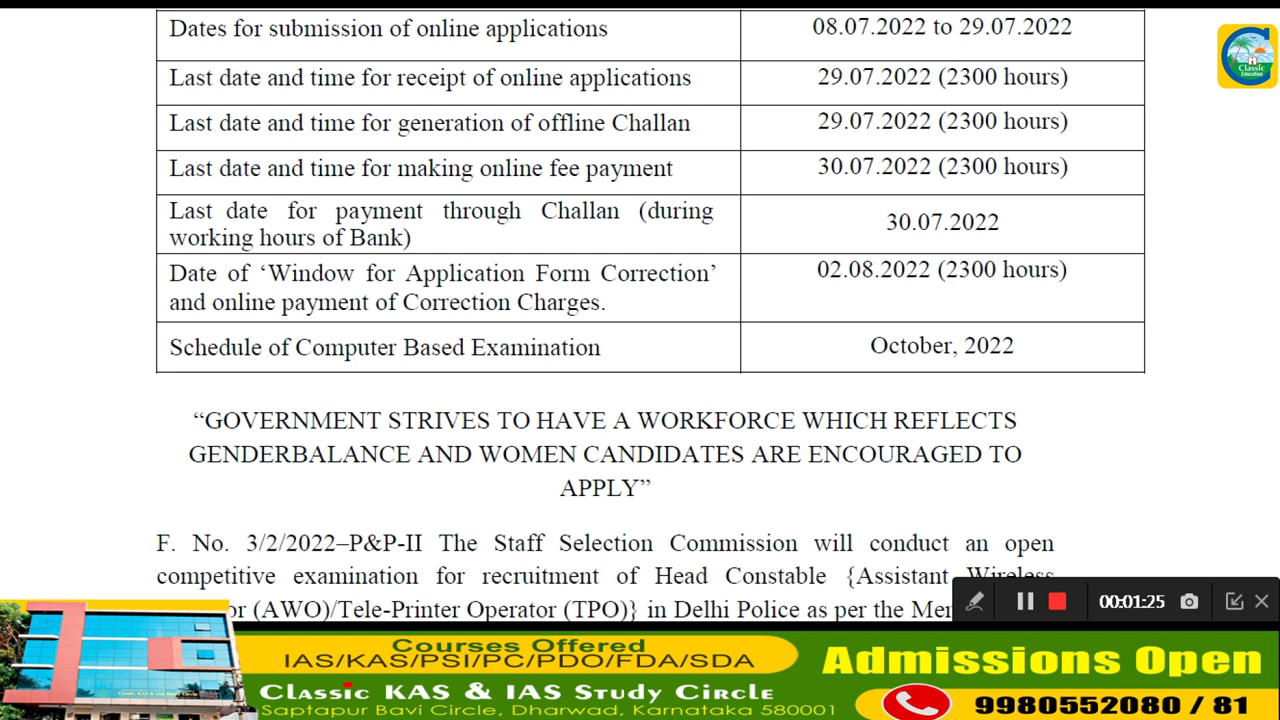 Dates for submission of online applications
08.07.2022 to 29.07.2022
Last date and time for receipt of online applications
29.07.2022 (2300 hours)
Last date and time for generation of offline Challan
29.07.2022 (2300 hours)
Last date and time for making online fee payment
30.07.2022 (2300 hours)
Last date for payment through Challan (during
working hours of Bank)
30.07.2022
Date of ‘Window for Application Form Correction’
and online payment of Correction Charges.
02.08.2022 (2300 hours)
Schedule of Computer Based Examination
October, 2022
Classic
Education
“GOVERNMENT STRIVES TO HAVE A WORKFORCE WHICH REFLECTS
GENDERBALANCE AND WOMEN CANDIDATES ARE ENCOURAGED TO
APPLY”
F. No. 3/2/2022–P&P-II The Staff Selection Commission will conduct an open
competitive examination for recruitment of Head Constable {Assistant Wireless
or (AWO)/Tele-Printer Operator (TPO)} in Delhi Police as per the Mem
00:01:25
Courses Offered
IAS/KAS/PSI/PC/PDO/FDA/SDA
Classic KAS & IAS Study Circle
Saptapur Bavi Circle, Dharwad, Karnataka 580001
Admissions Open
9980552080 / 81